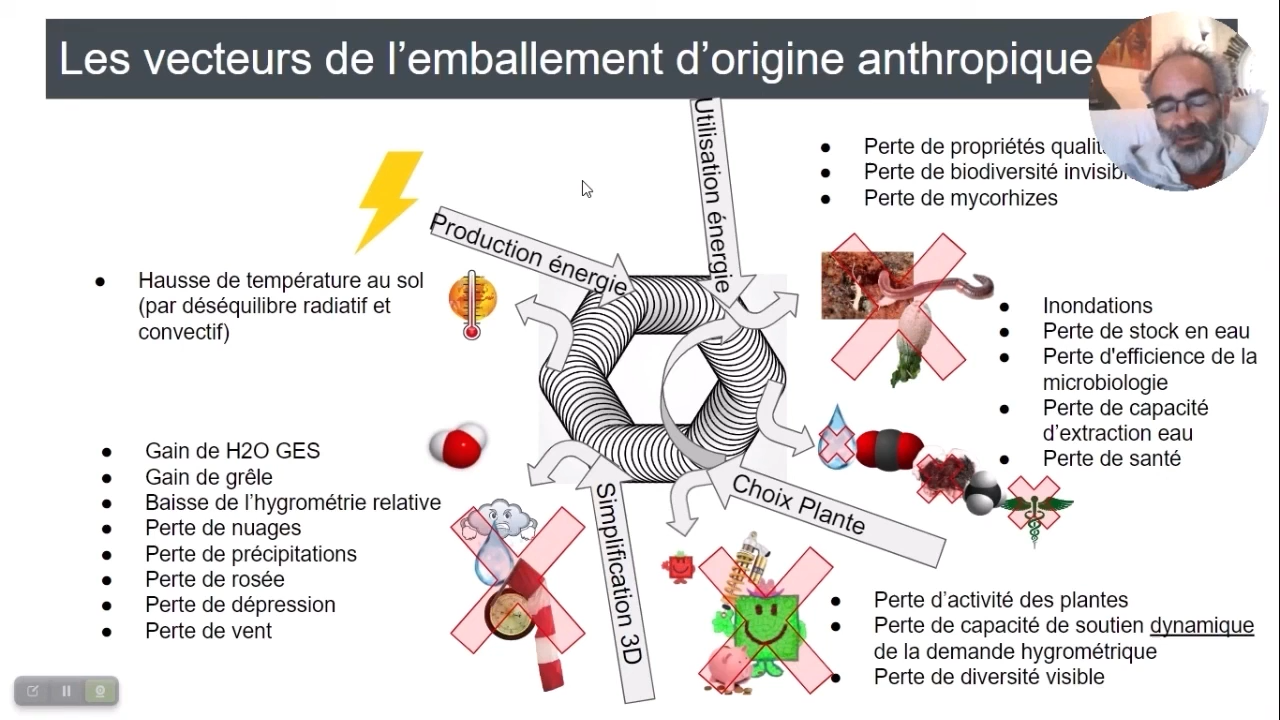 Les vecteurs de l’emballement d’origine anthropique
Utilisation énergie
Production énergie
Perte de propriétés
Perte de biodiversité
Perte de mycorhizes
Hausse de température au sol
(par déséquilibre radiatif et
convectif)
Inondations
Perte de stock en eau
Perte d'efficience de la
microbiologie
Perte de capacité
d’extraction eau
Perte de santé
Gain de H2O GES
Gain de grêle
Baisse de l’hygrométrie relative
Perte de nuages
Perte de précipitations
Perte de rosée
Perte de dépression
Perte de vent
Simplification 3D
Choix Plante
Perte d’activité des plantes
Perte de capacité de soutien dynamique
de la demande hygrométrique
Perte de diversité visible